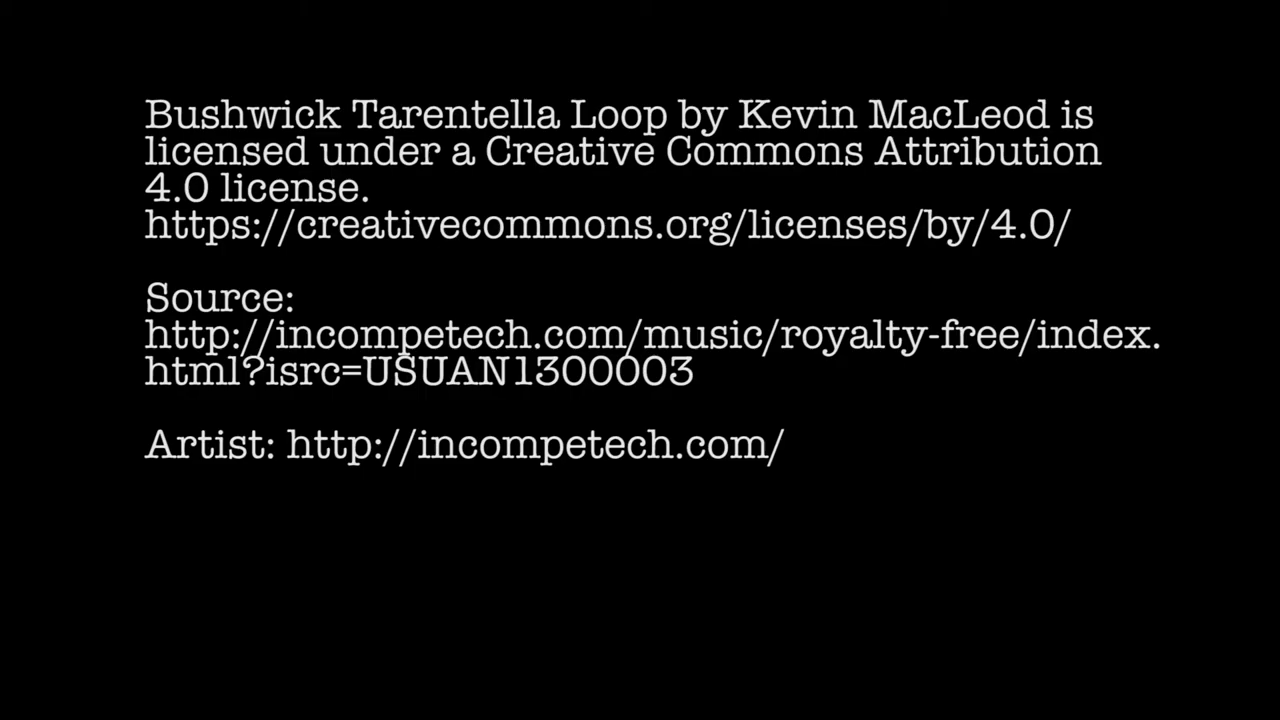 Bushwick Tarentella Loop by Kevin MacLeod is
licensed under a Creative Commons Attribution
4.0 license.
https://creativecommons.org/licenses/by/4.0/
Source:
http://incompetech.com/music/royalty-free/index.
html?isrc=USUAN1300003
Artist: http://incompetech.com/